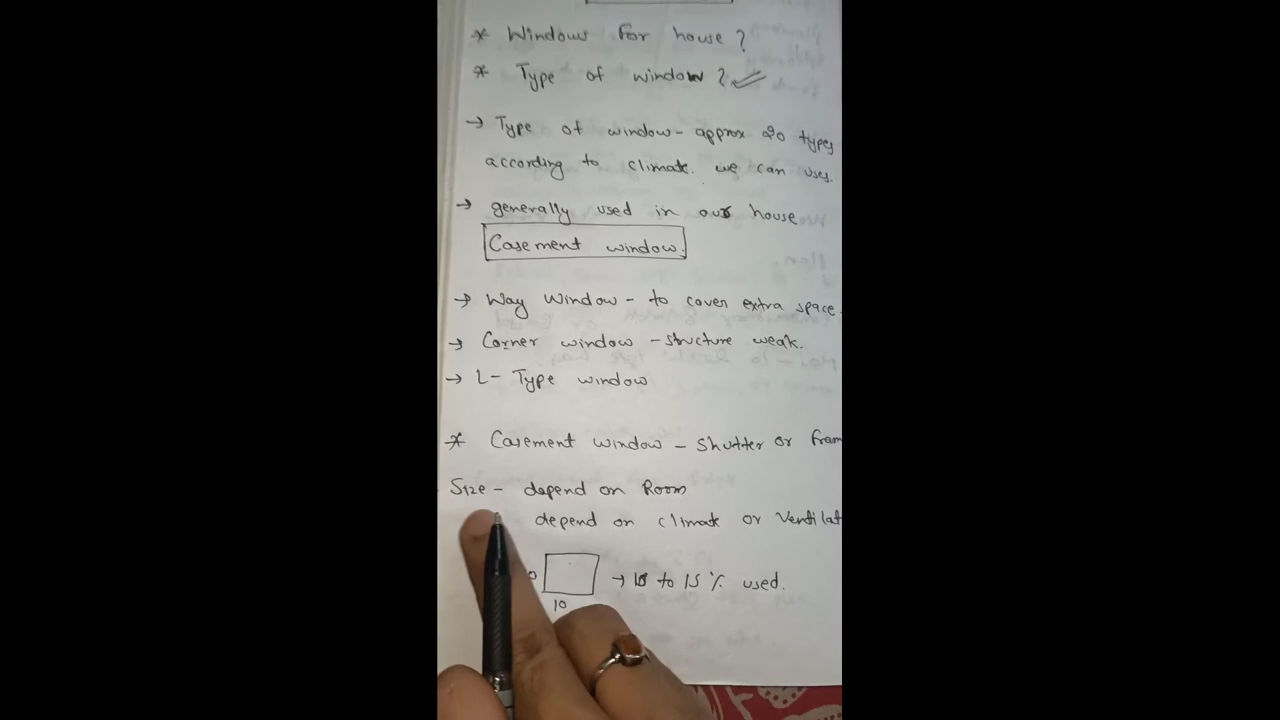 * Windows for house?
* Type of window?
→ Type of window - approx 20 types
according to climate. we can uses.
→ generally used in our house
Casement window.
→ Way window - to cover extra space.
→ Corner window - structure weak.
→ L- Type window
* Casement window - Shutter or fram
Size - depend on Room
depend on climate or Ventilat
→ 10 to 15 % used.
10